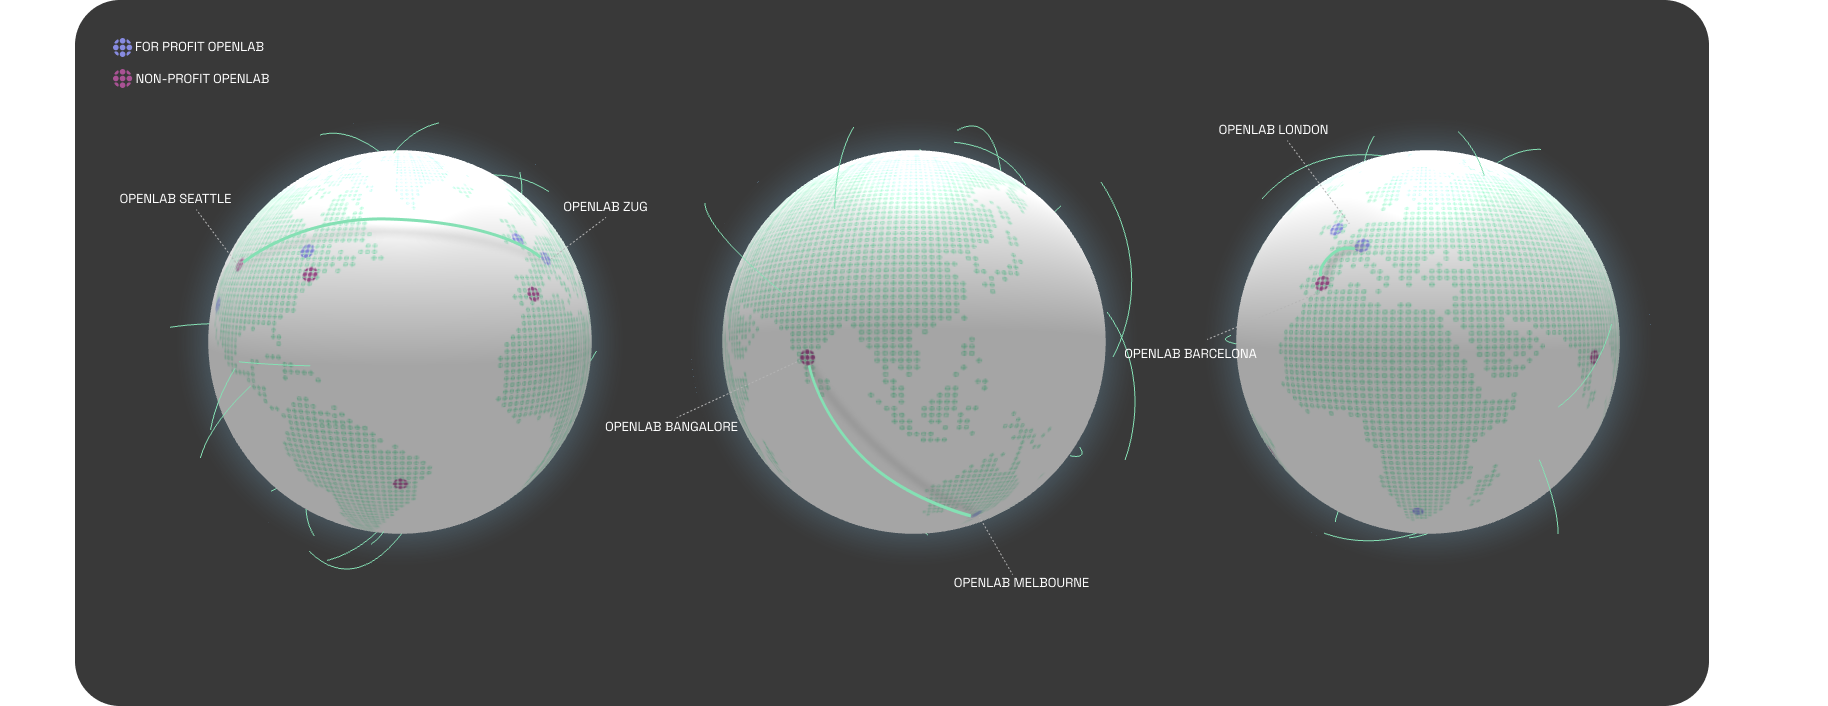 FOR PROFIT OPENLAB
NON-PROFIT OPENLAB
OPENLAB LONDON
OPENLAB SEATTLE
OPENLAB ZUG
OPENLAB BARCELONA
OPENLAB BANGALORE
OPENLAB MELBOURNE